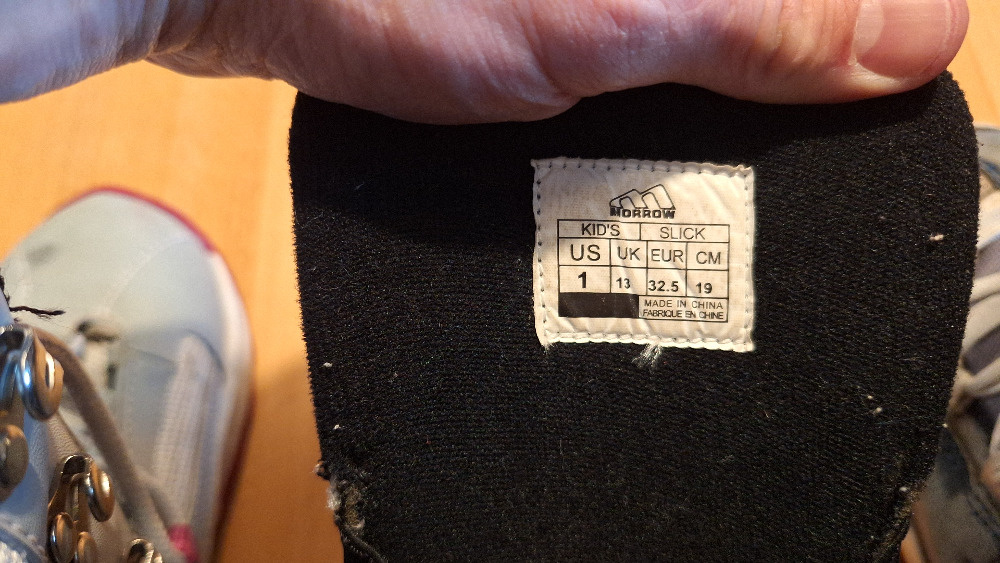 MORROW
KID'S SLICK
US UK EUR CM
1 13 32.5 19
MADE IN CHINA
FABRIQUE EN CHINE